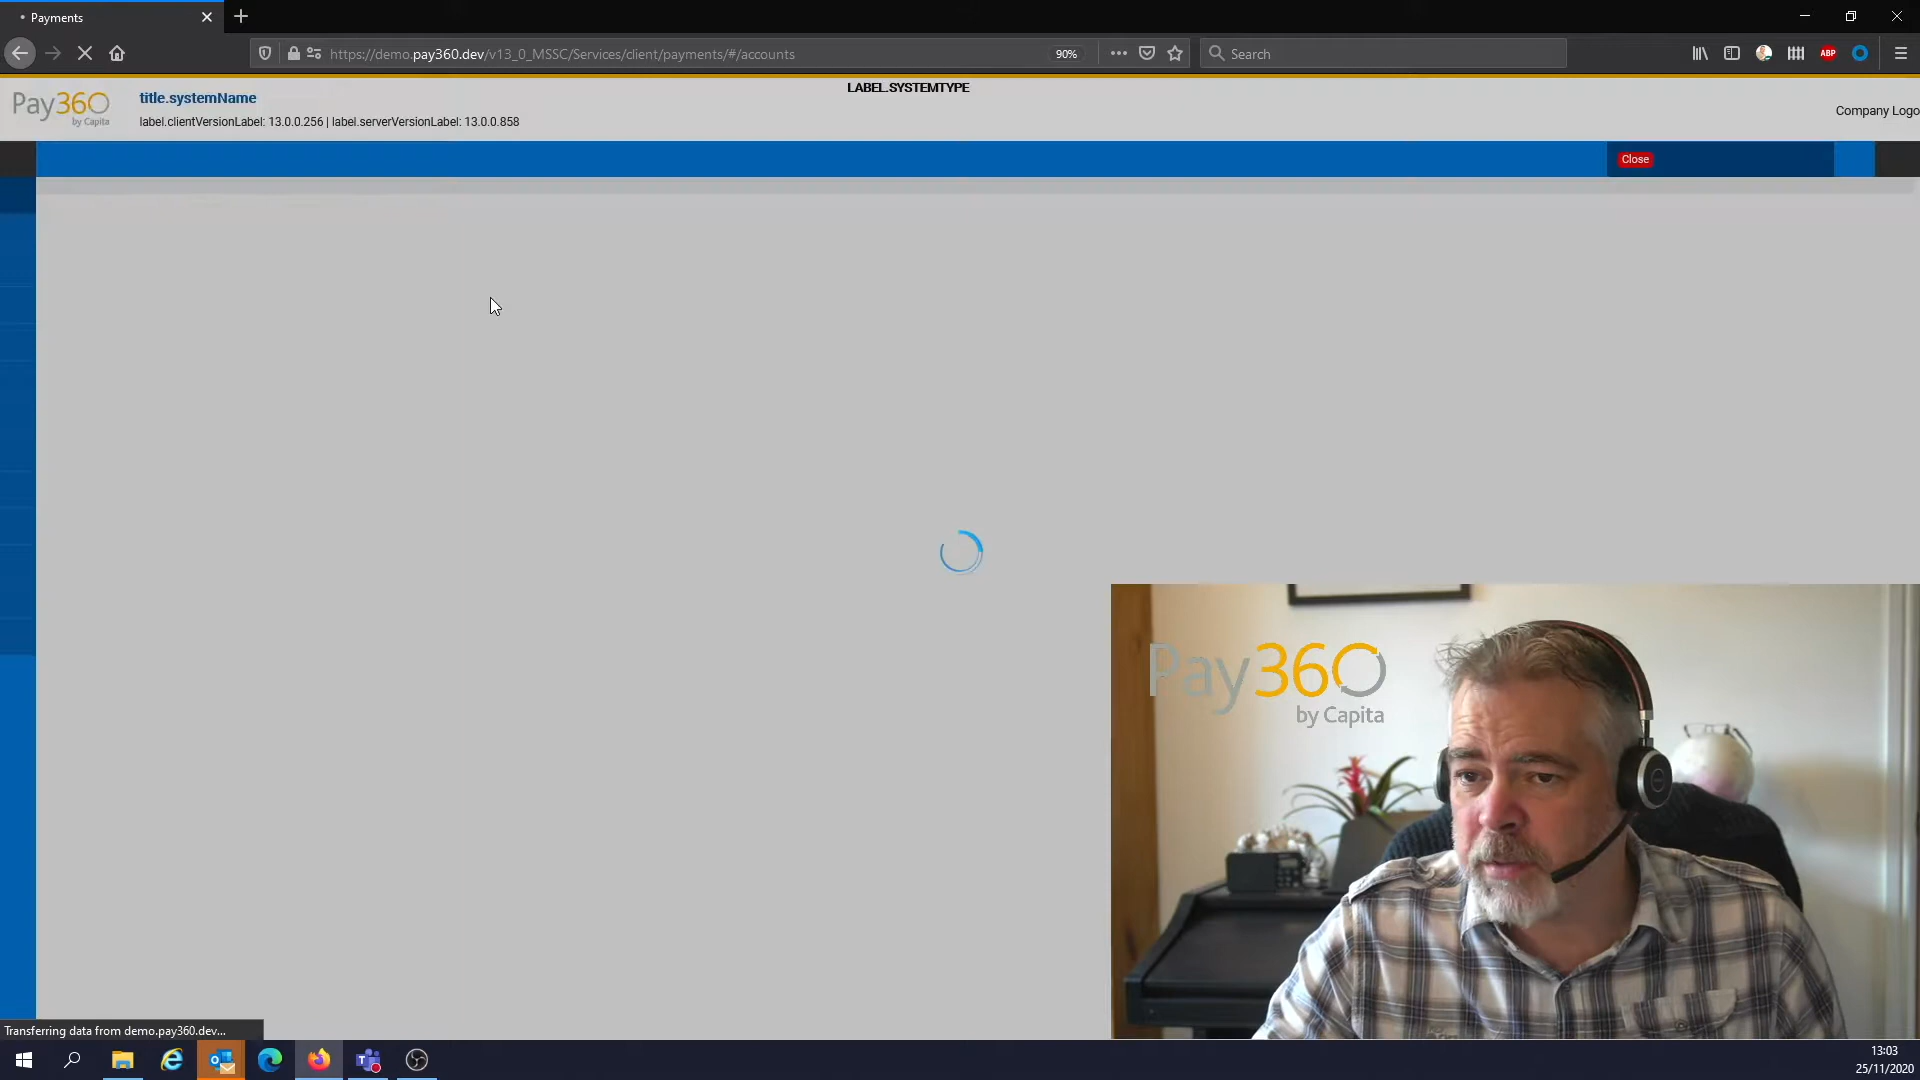 Payments
https://demo.pay360.dev/v13_0_MSSC/Services/client/payments/#/accounts
90%
Search
ABP
Pay360
by Capita
title.systemName
label.clientVersionLabel: 13.0.0.256 | label.serverVersionLabel: 13.0.0.858
LABEL.SYSTEMTYPE
Company Logo
Close
Pay360
by Capita
Transferring data from demo.pay360.dev...
13:03
25/11/2020